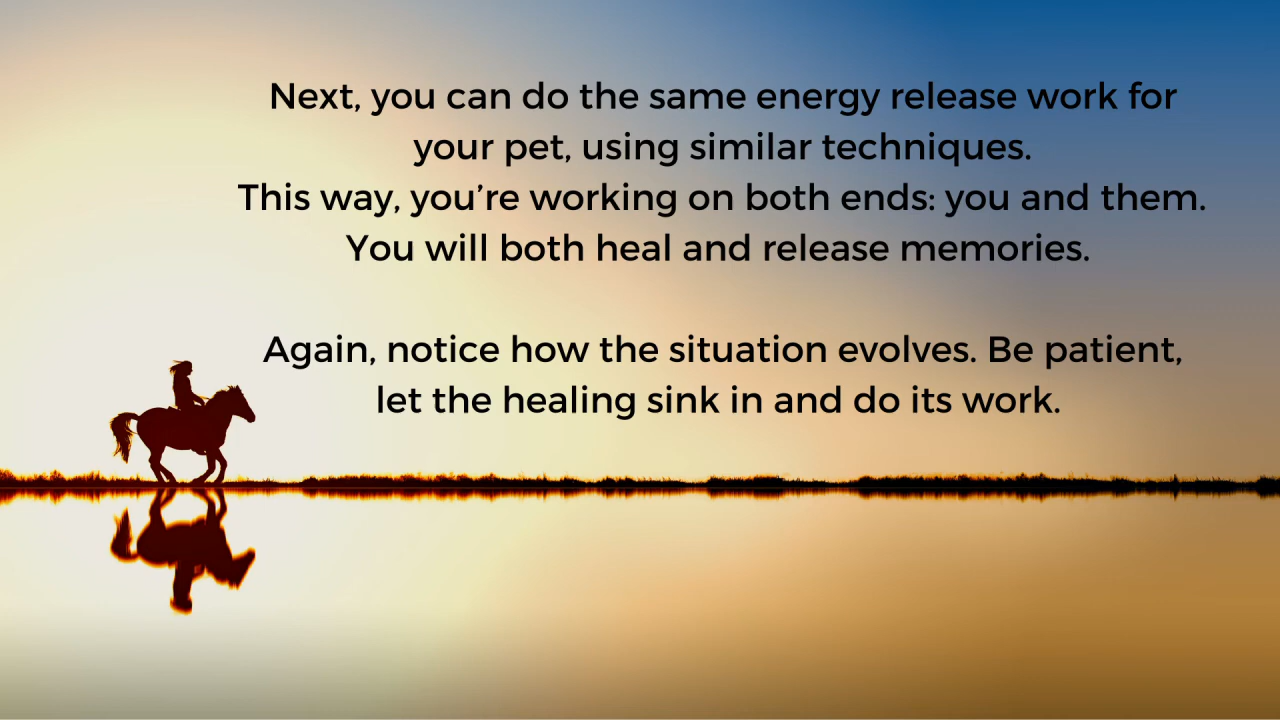 Next, you can do the same energy release work for
your pet, using similar techniques.
This way, you’re working on both ends: you and them.
You will both heal and release memories.
Again, notice how the situation evolves. Be patient,
let the healing sink in and do its work.